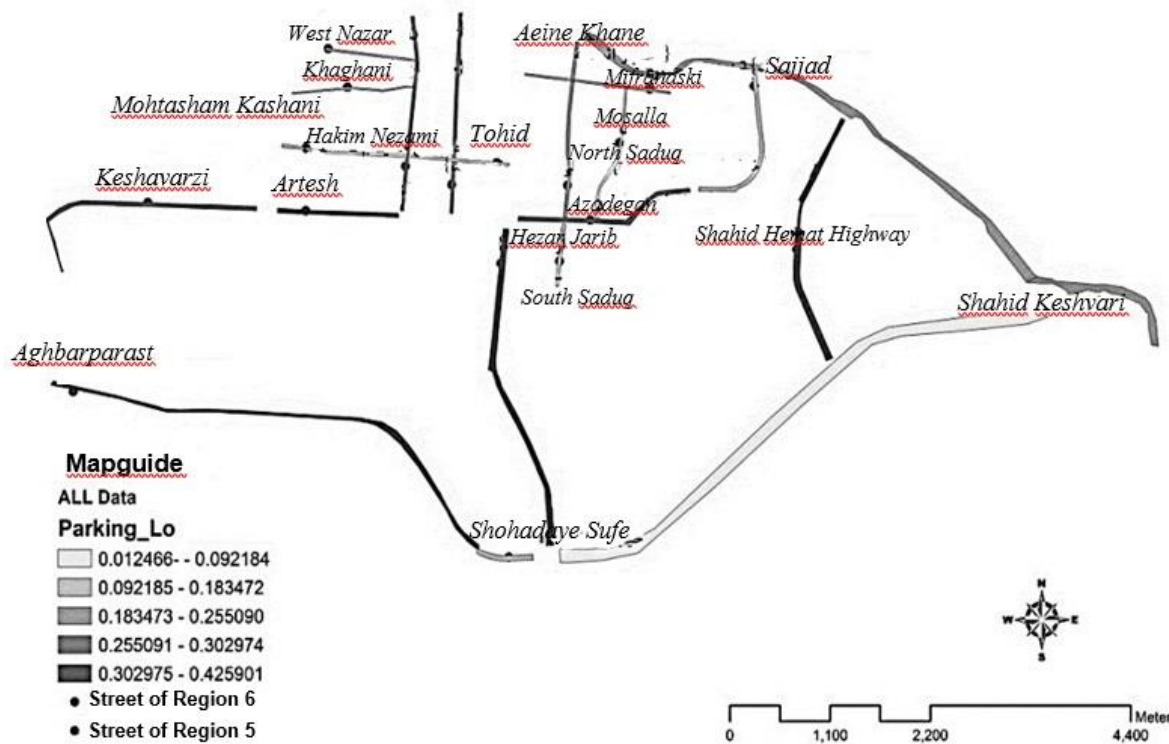 West Nazar
Aeine Khane
Khaghani
Sajjad
Mifrendski
Mohtasham Kashani
Mosalla
Hakim Nezami
Tohid
North Sadug
Keshavarzi
Artesh
Azadegan
Hezar Jarib
Shahid Hemat Highway
South Sadug
Shahid Keshvari
Aghbarparast
Mapguide
ALL Data
Parking_Lo
Shohadaye Sufe
0.012466- - 0.092184
0.092185 - 0.183472
0.183473 - 0.255090
0.255091 - 0.302974
0.302975 - 0.425901
Street of Region 6
Street of Region 5
N
W E
S
Meter
0 1,100 2,200 4,400